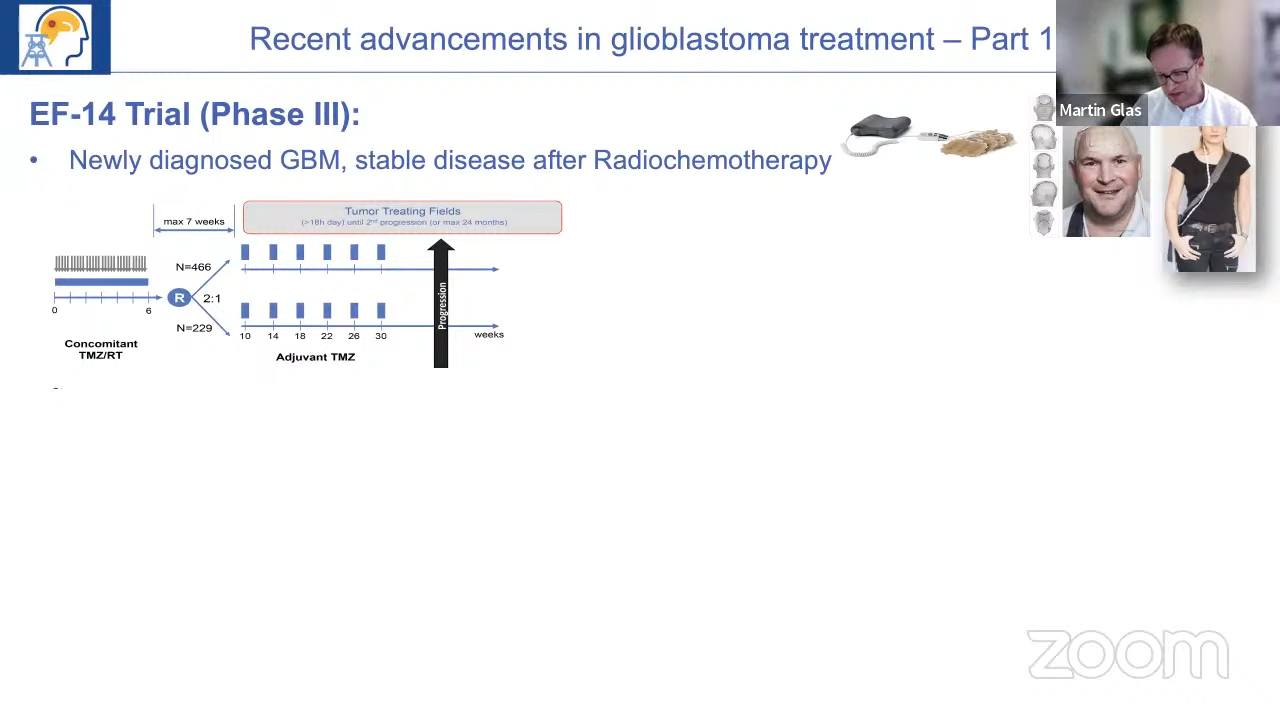 Recent advancements in glioblastoma treatment – Part 1
Martin Glas
EF-14 Trial (Phase III):
• Newly diagnosed GBM, stable disease after Radiochemotherapy
max 7 weeks
Tumor Treating Fields
(>18h day) until 2nd progression (or max 24 months)
N=466
R
2:1
N=229
0
6
Concomitant
TMZ/RT
10
14
18
22
26
30
weeks
Adjuvant TMZ
Progression
zoom